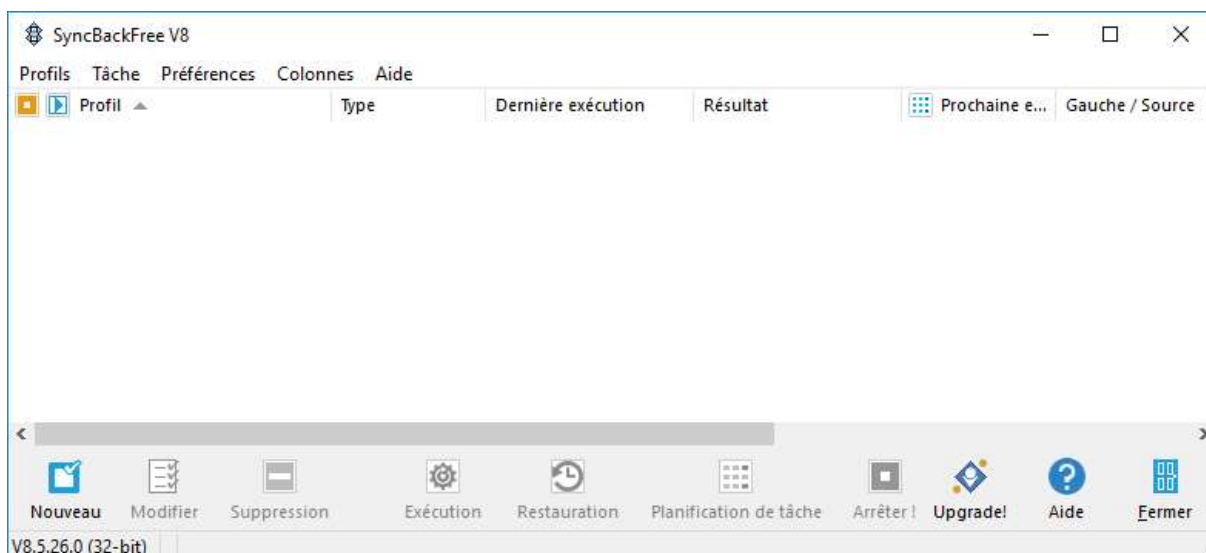 SyncBackFree V8
Profils Tâche Préférences Colonnes Aide
Profil Type Dernière exécution Résultat Prochaine e... Gauche / Source
Nouveau Modifier Suppression Exécution Restauration Planification de tâche Arrêter ! Upgrade! Aide Fermer
V8.5.26.0 (32-bit)